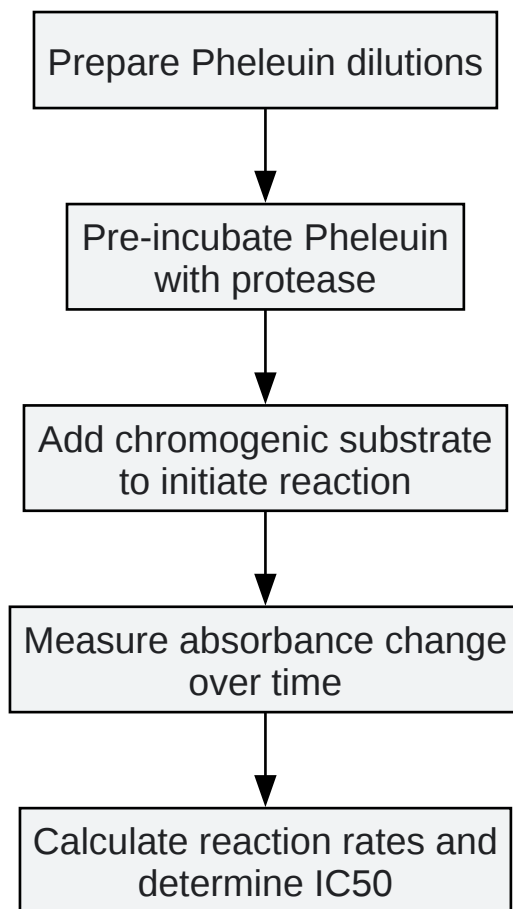 Prepare Pheleuin dilutions
Pre-incubate Pheleuin
with protease
Add chromogenic substrate
to initiate reaction
Measure absorbance change
over time
Calculate reaction rates and
determine IC50